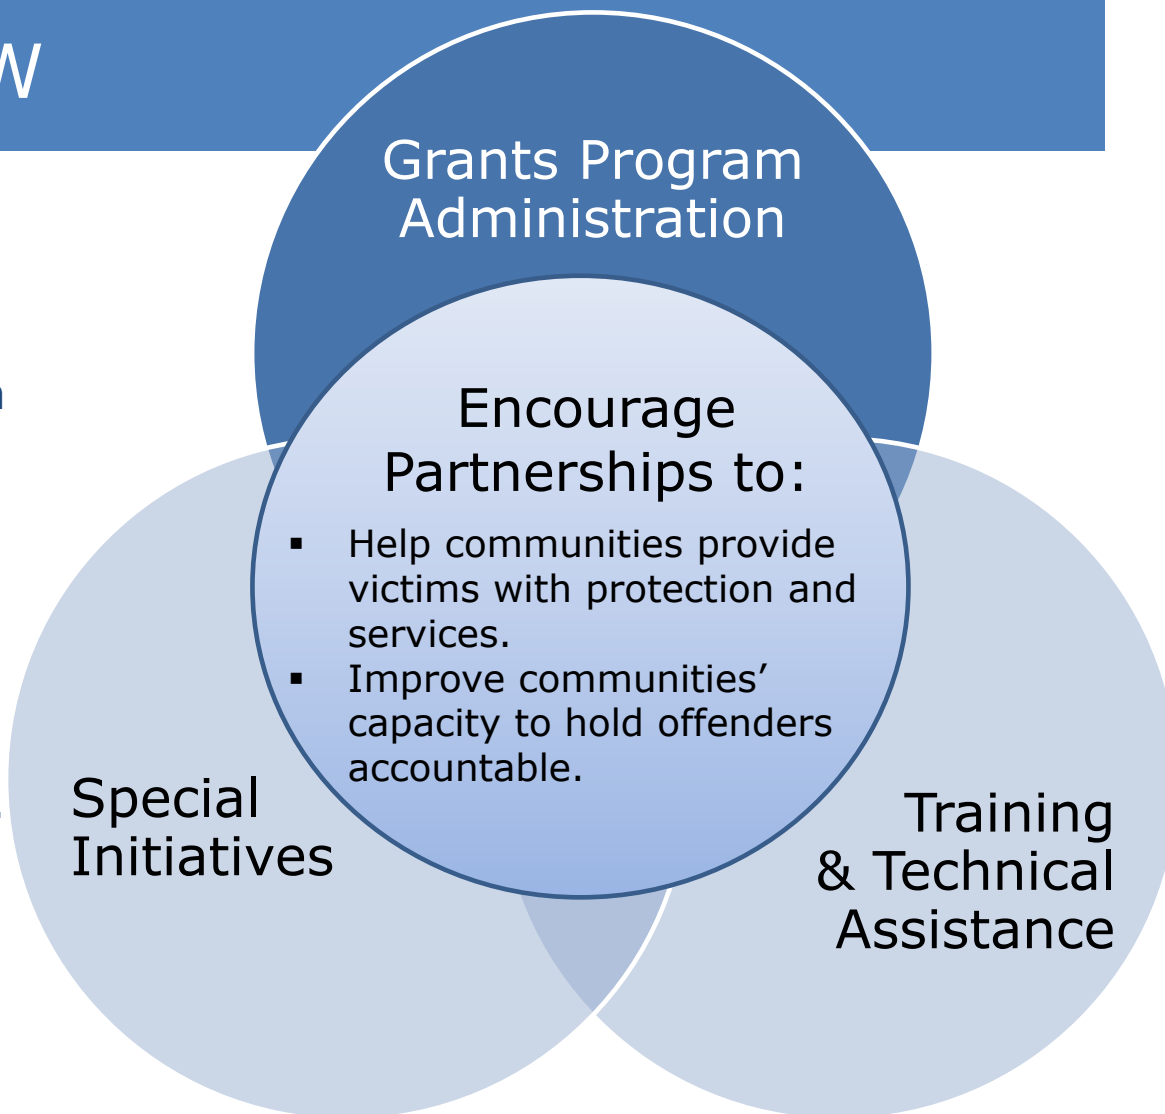 W
Grants Program
Administration
Encourage
Partnerships to:
▪ Help communities provide
victims with protection and
services.
▪ Improve communities’
capacity to hold offenders
accountable.
Special
Initiatives
Training
& Technical
Assistance